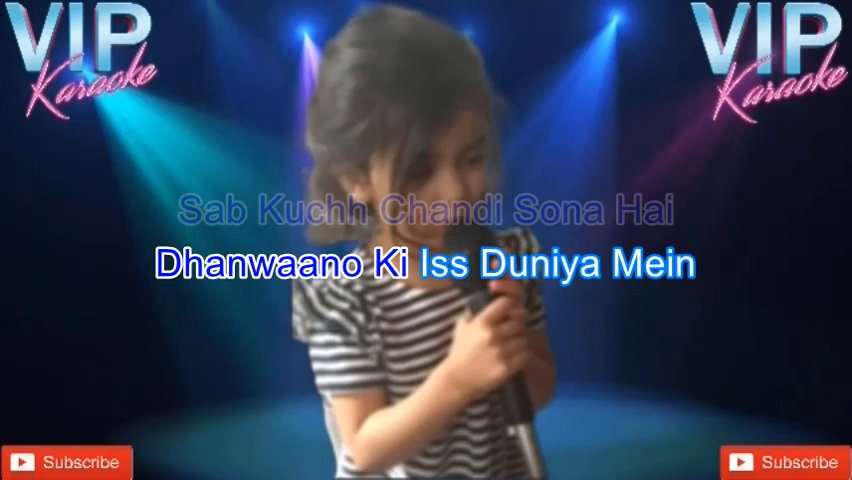 VIP
Karaoke
VIP
Karaoke
Sab Kuchh Chandi Sona Hai
Dhanwaano Ki Iss Duniya Mein
Subscribe
Subscribe